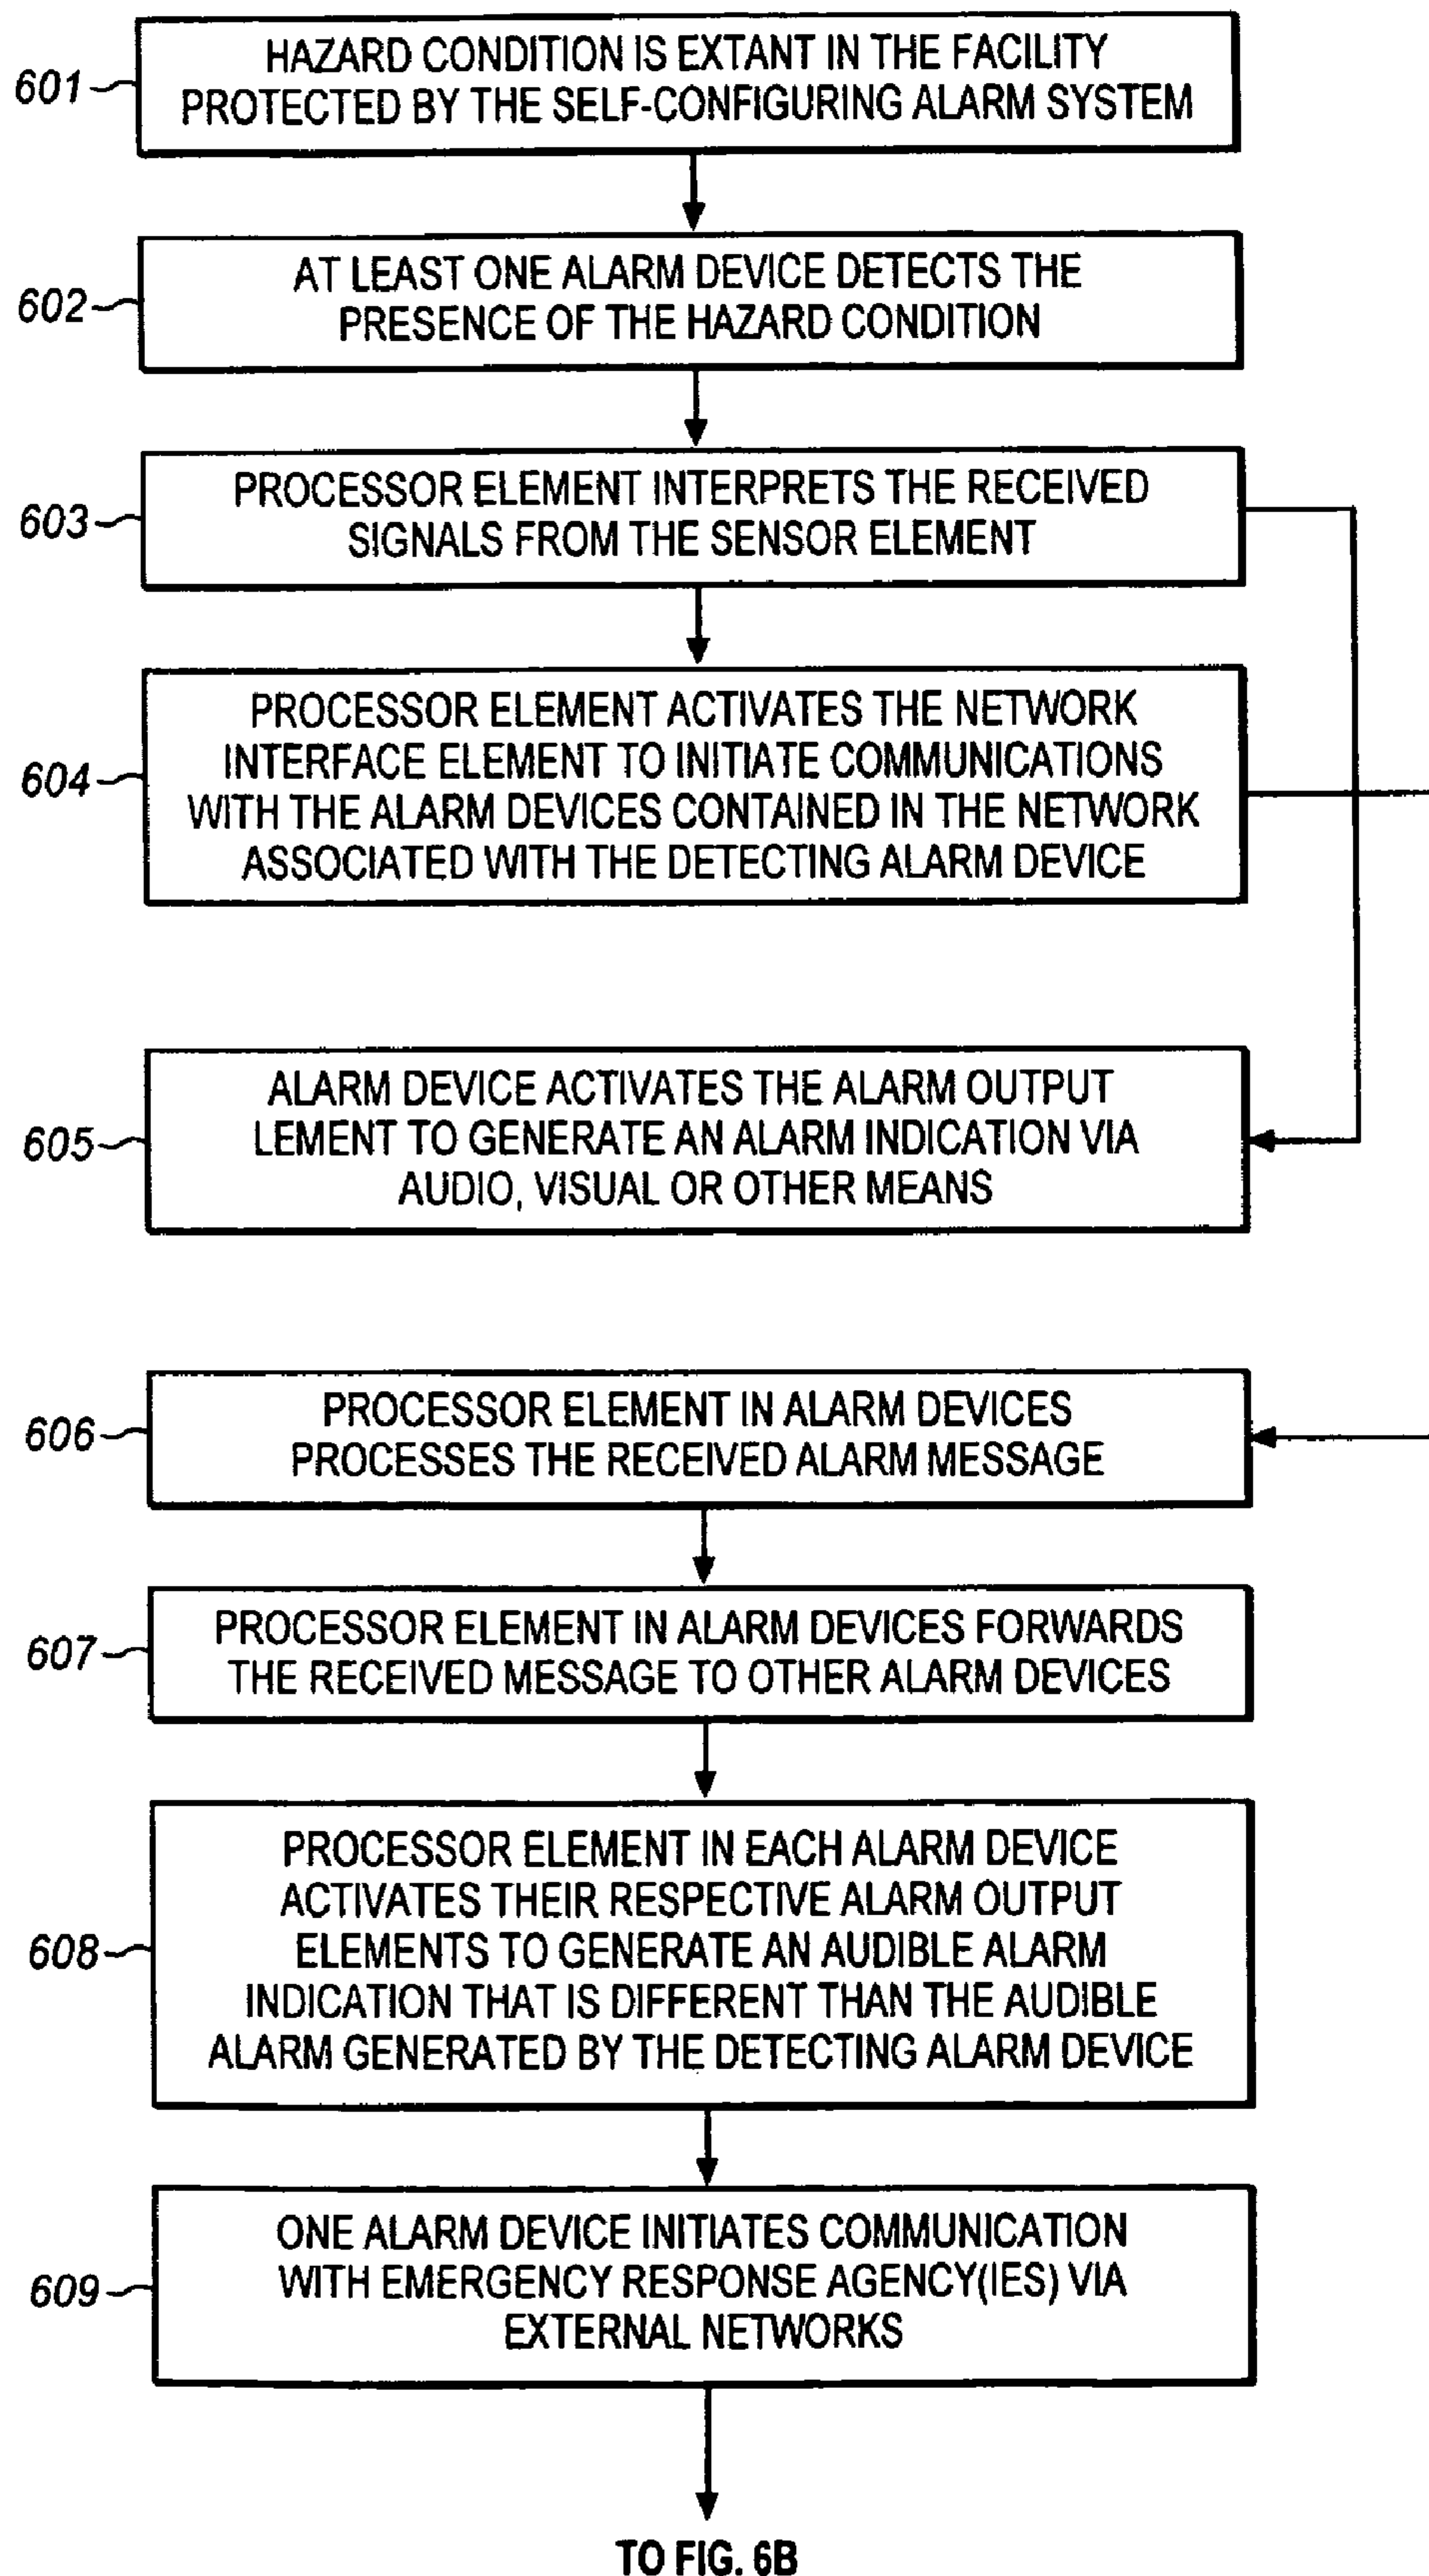 601
HAZARD CONDITION IS EXTANT IN THE FACILITY
PROTECTED BY THE SELF-CONFIGURING ALARM SYSTEM
602
AT LEAST ONE ALARM DEVICE DETECTS THE
PRESENCE OF THE HAZARD CONDITION
603
PROCESSOR ELEMENT INTERPRETS THE RECEIVED
SIGNALS FROM THE SENSOR ELEMENT
604
PROCESSOR ELEMENT ACTIVATES THE NETWORK
INTERFACE ELEMENT TO INITIATE COMMUNICATIONS
WITH THE ALARM DEVICES CONTAINED IN THE NETWORK
ASSOCIATED WITH THE DETECTING ALARM DEVICE
605
ALARM DEVICE ACTIVATES THE ALARM OUTPUT
LEMENT TO GENERATE AN ALARM INDICATION VIA
AUDIO, VISUAL OR OTHER MEANS
606
PROCESSOR ELEMENT IN ALARM DEVICES
PROCESSES THE RECEIVED ALARM MESSAGE
607
PROCESSOR ELEMENT IN ALARM DEVICES FORWARDS
THE RECEIVED MESSAGE TO OTHER ALARM DEVICES
608
PROCESSOR ELEMENT IN EACH ALARM DEVICE
ACTIVATES THEIR RESPECTIVE ALARM OUTPUT
ELEMENTS TO GENERATE AN AUDIBLE ALARM
INDICATION THAT IS DIFFERENT THAN THE AUDIBLE
ALARM GENERATED BY THE DETECTING ALARM DEVICE
609
ONE ALARM DEVICE INITIATES COMMUNICATION
WITH EMERGENCY RESPONSE AGENCY(IES) VIA
EXTERNAL NETWORKS
TO FIG. 6B